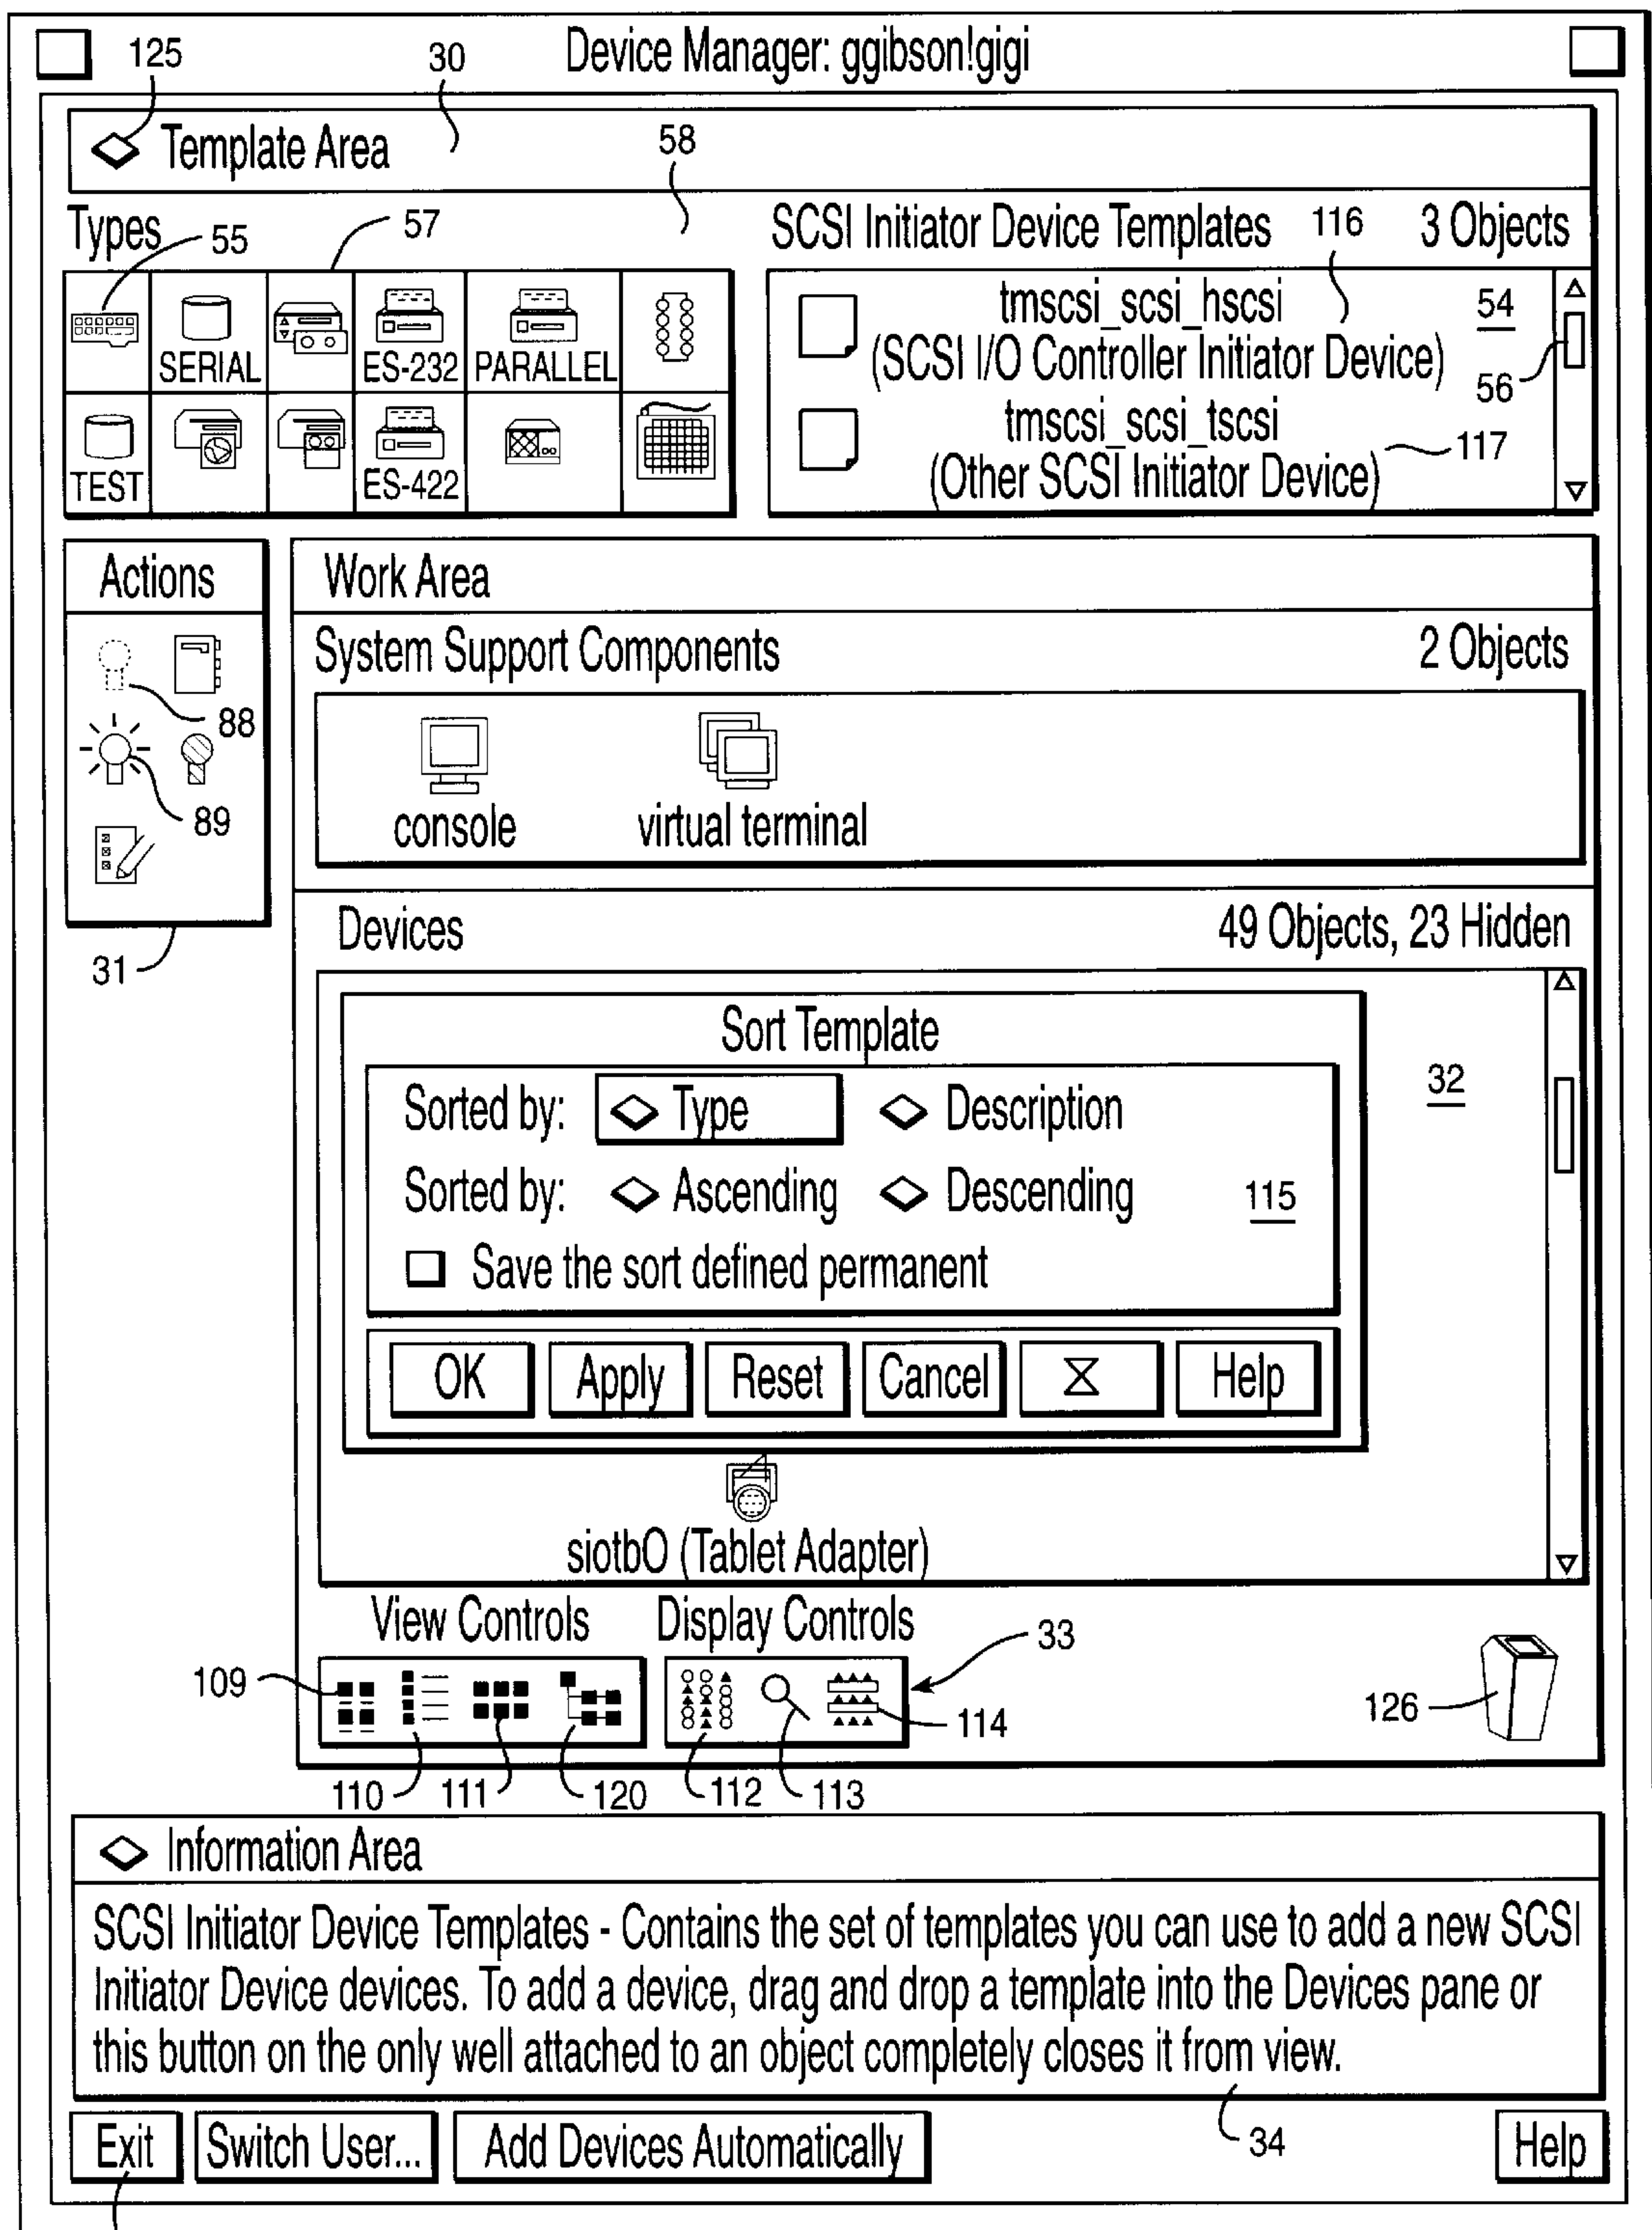 Device Manager: ggibson!gigi
125
30
Template Area
58
Types
55
57
SCSI Initiator Device Templates
116
3 Objects
SERIAL
ES-232
PARALLEL
TEST
ES-422
tmscsi_scsi_hscsi
54
(SCSI I/O Controller Initiator Device)
56
tmscsi_scsi_tscsi
117
(Other SCSI Initiator Device)
Actions
88
89
31
Work Area
System Support Components
2 Objects
console
virtual terminal
Devices
49 Objects, 23 Hidden
Sort Template
32
Sorted by:
Type
Description
Sorted by:
Ascending
Descending
115
Save the sort defined permanent
OK
Apply
Reset
Cancel
Help
siotbO (Tablet Adapter)
View Controls
Display Controls
33
109
114
126
110
111
120
112
113
Information Area
SCSI Initiator Device Templates - Contains the set of templates you can use to add a new SCSI
Initiator Device devices. To add a device, drag and drop a template into the Devices pane or
this button on the only well attached to an object completely closes it from view.
34
Exit
Switch User...
Add Devices Automatically
Help